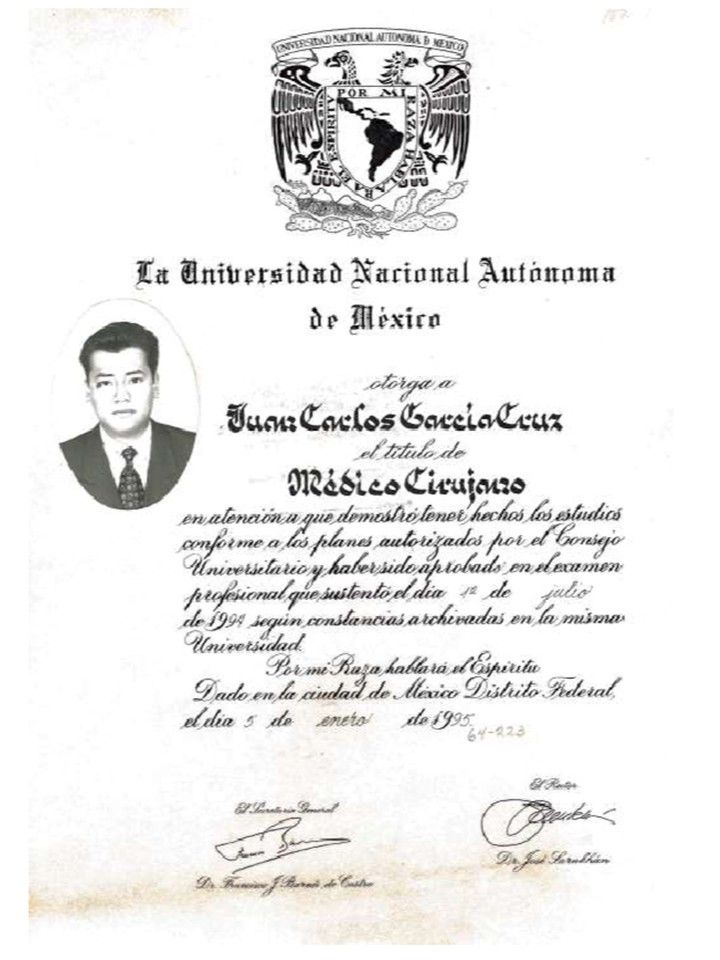 UNIVERSIDAD NACIONAL AUTONOMA D MEXICO
POR MI RAZA HABLARA EL ESPIRITU
La Universidad Nacional Autónoma
de México
otorga a
Juan Carlos García Cruz
el título de
Médico Cirujano
en atención a que demostró tener hechos los estudios
conforme a los planes autorizados por el Consejo
Universitario y haber sido aprobado en el examen
profesional que sustentó el día 12 de julio
de 1994 según constancias archivadas en la misma
Universidad.
Por mi Raza hablará el Espíritu
Dado en la ciudad de México Distrito Federal,
el día 5 de enero de 1995
64-223
El Rector
El Secretario General
Dr. José Sarukhán
Dr. Francisco J. Barnés de Castro